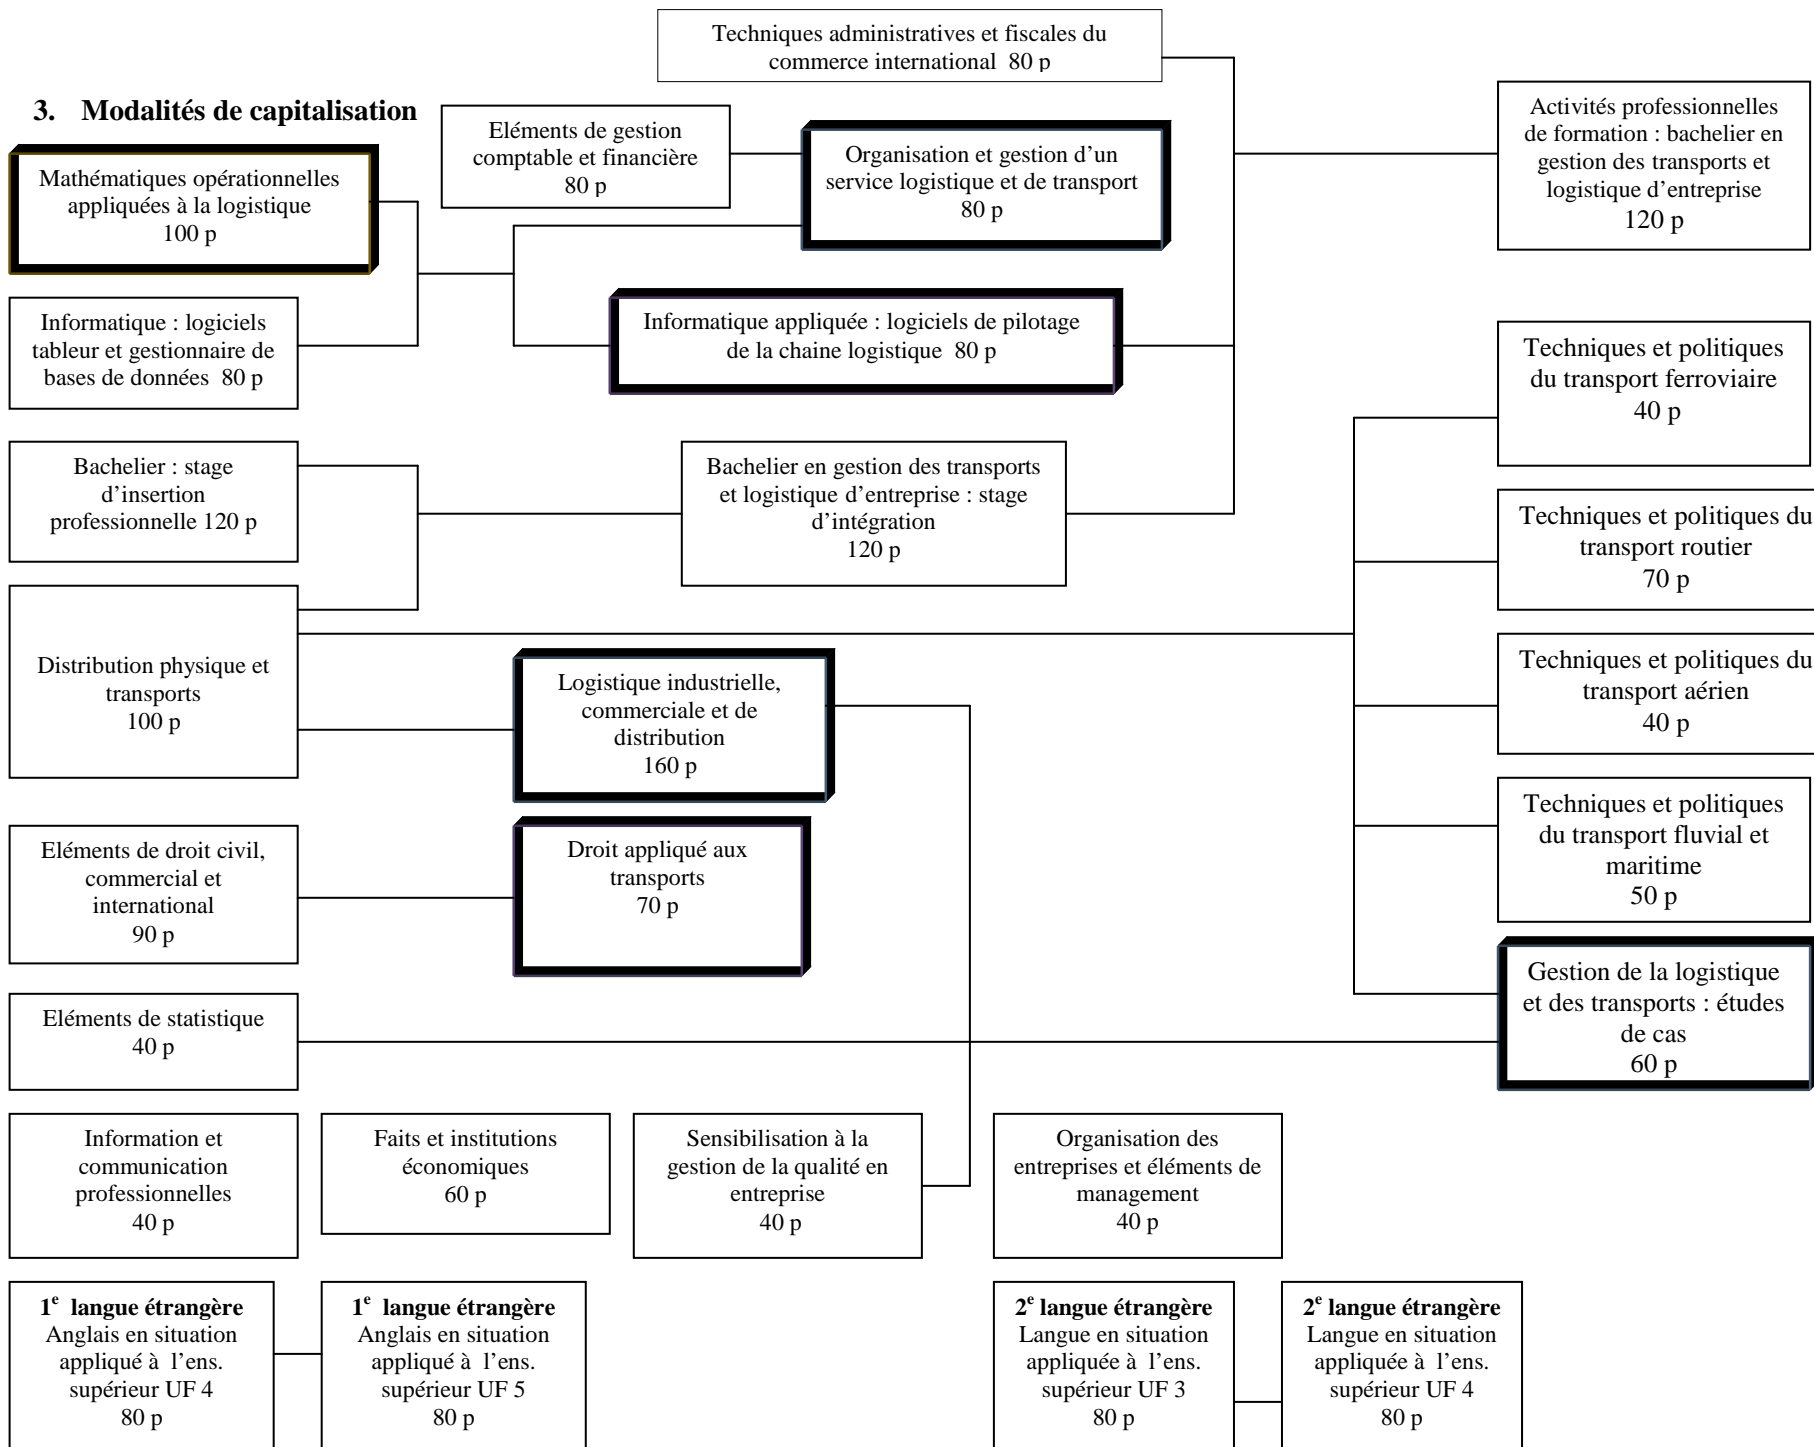 Techniques administratives et fiscales du
commerce international  80 p
3. Modalités de capitalisation
Eléments de gestion
comptable et financière
80 p
Organisation et gestion d’un
service logistique et de transport
80 p
Activités professionnelles
de formation : bachelier en
gestion des transports et
logistique d’entreprise
120 p
Mathématiques opérationnelles
appliquées à la logistique
100 p
Informatique : logiciels
tableur et gestionnaire de
bases de données  80 p
Informatique appliquée : logiciels de pilotage
de la chaine logistique  80 p
Techniques et politiques
du transport ferroviaire
40 p
Bachelier : stage
d’insertion
professionnelle 120 p
Bachelier en gestion des transports
et logistique d’entreprise : stage
d’intégration
120 p
Techniques et politiques du
transport routier
70 p
Distribution physique et
transports
100 p
Logistique industrielle,
commerciale et de
distribution
160 p
Techniques et politiques du
transport aérien
40 p
Techniques et politiques
du transport fluvial et
maritime
50 p
Eléments de droit civil,
commercial et
international
90 p
Droit appliqué aux
transports
70 p
Gestion de la logistique
et des transports : études
de cas
60 p
Eléments de statistique
40 p
Information et
communication
professionnelles
40 p
Faits et institutions
économiques
60 p
Sensibilisation à la
gestion de la qualité en
entreprise
40 p
Organisation des
entreprises et éléments de
management
40 p
1e langue étrangère
Anglais en situation
appliqué à l’ens.
supérieur UF 4
80 p
1e langue étrangère
Anglais en situation
appliqué à l’ens.
supérieur UF 5
80 p
2e langue étrangère
Langue en situation
appliquée à l’ens.
supérieur UF 3
80 p
2e langue étrangère
Langue en situation
appliquée à l’ens.
supérieur UF 4
80 p